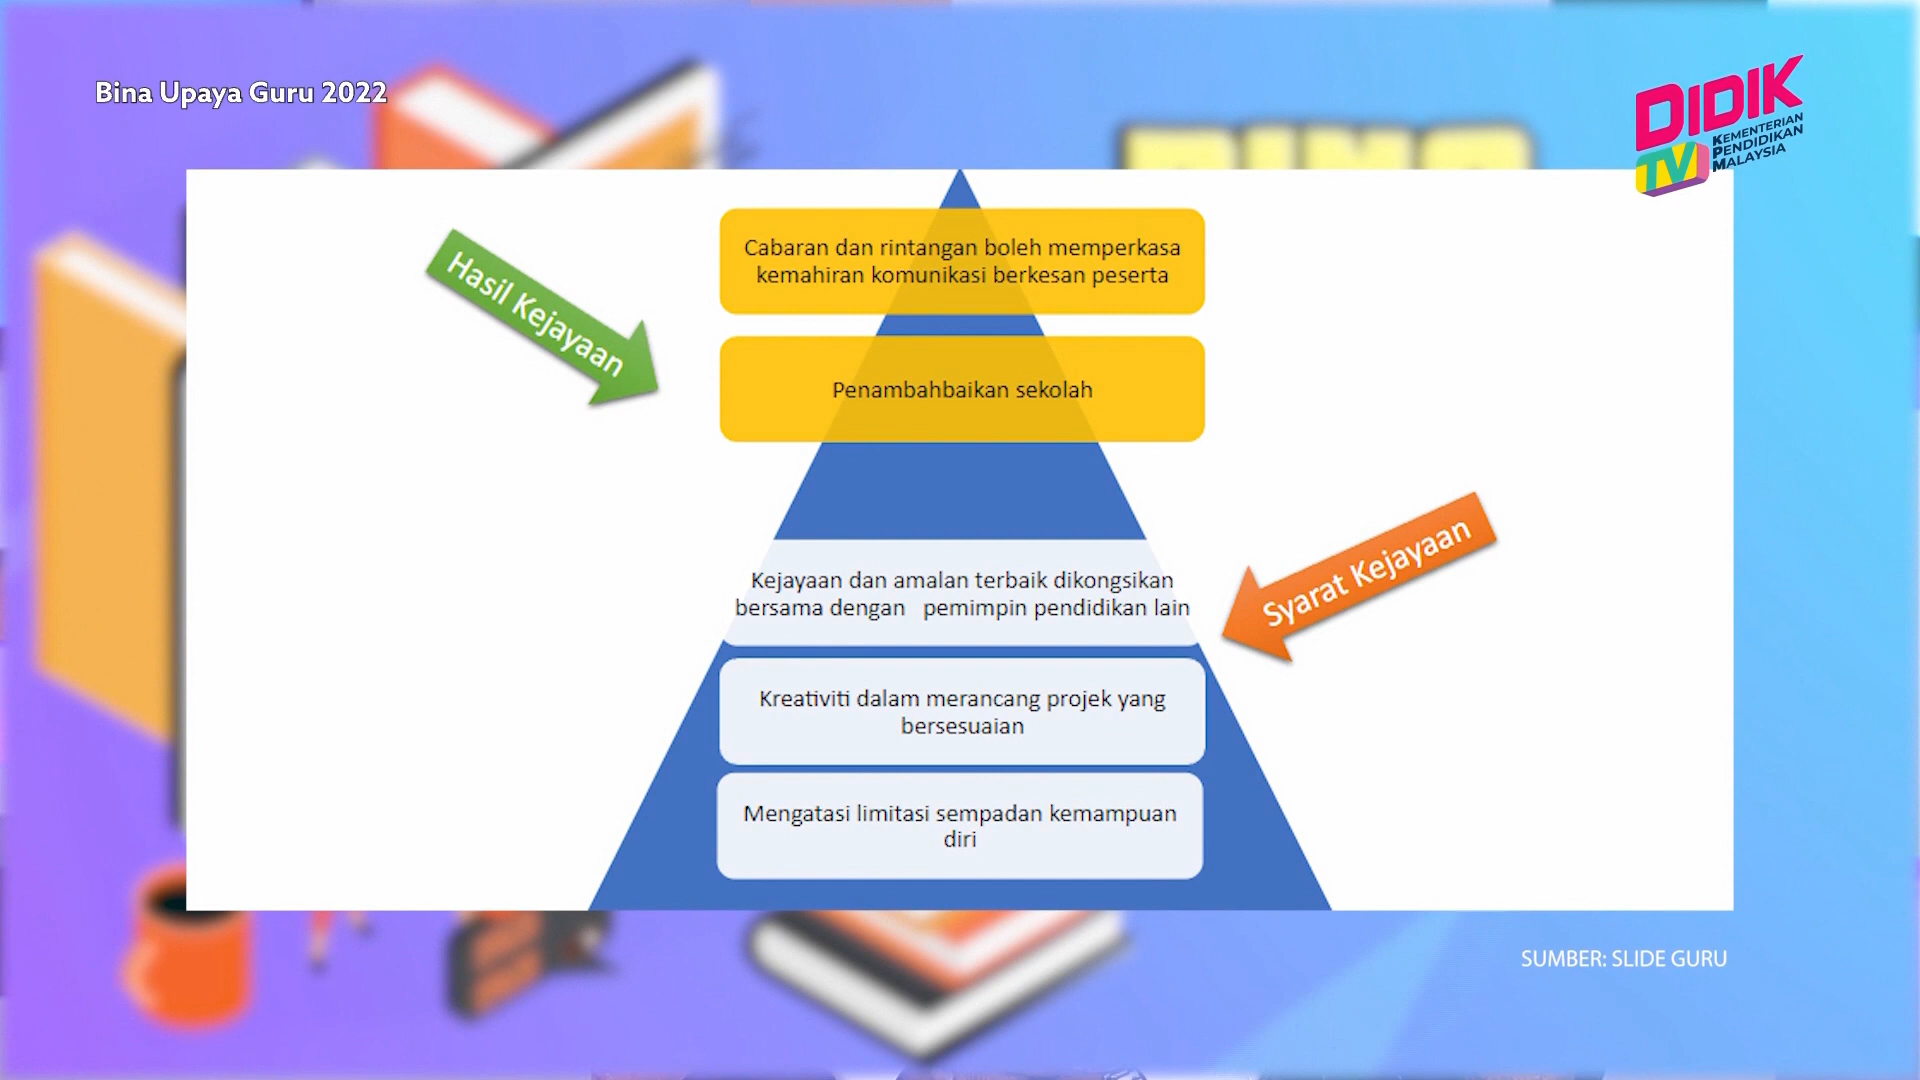 Bina Upaya Guru 2022
DIDIK
TV
KEMENTERIAN
PENDIDIKAN
MALAYSIA
Hasil Kejayaan
Cabaran dan rintangan boleh memperkasa
kemahiran komunikasi berkesan peserta
Penambahbaikan sekolah
Syarat Kejayaan
Kejayaan dan amalan terbaik dikongsikan
bersama dengan pemimpin pendidikan lain
Kreativiti dalam merancang projek yang
bersesuaian
Mengatasi limitasi sempadan kemampuan
diri
SUMBER: SLIDE GURU